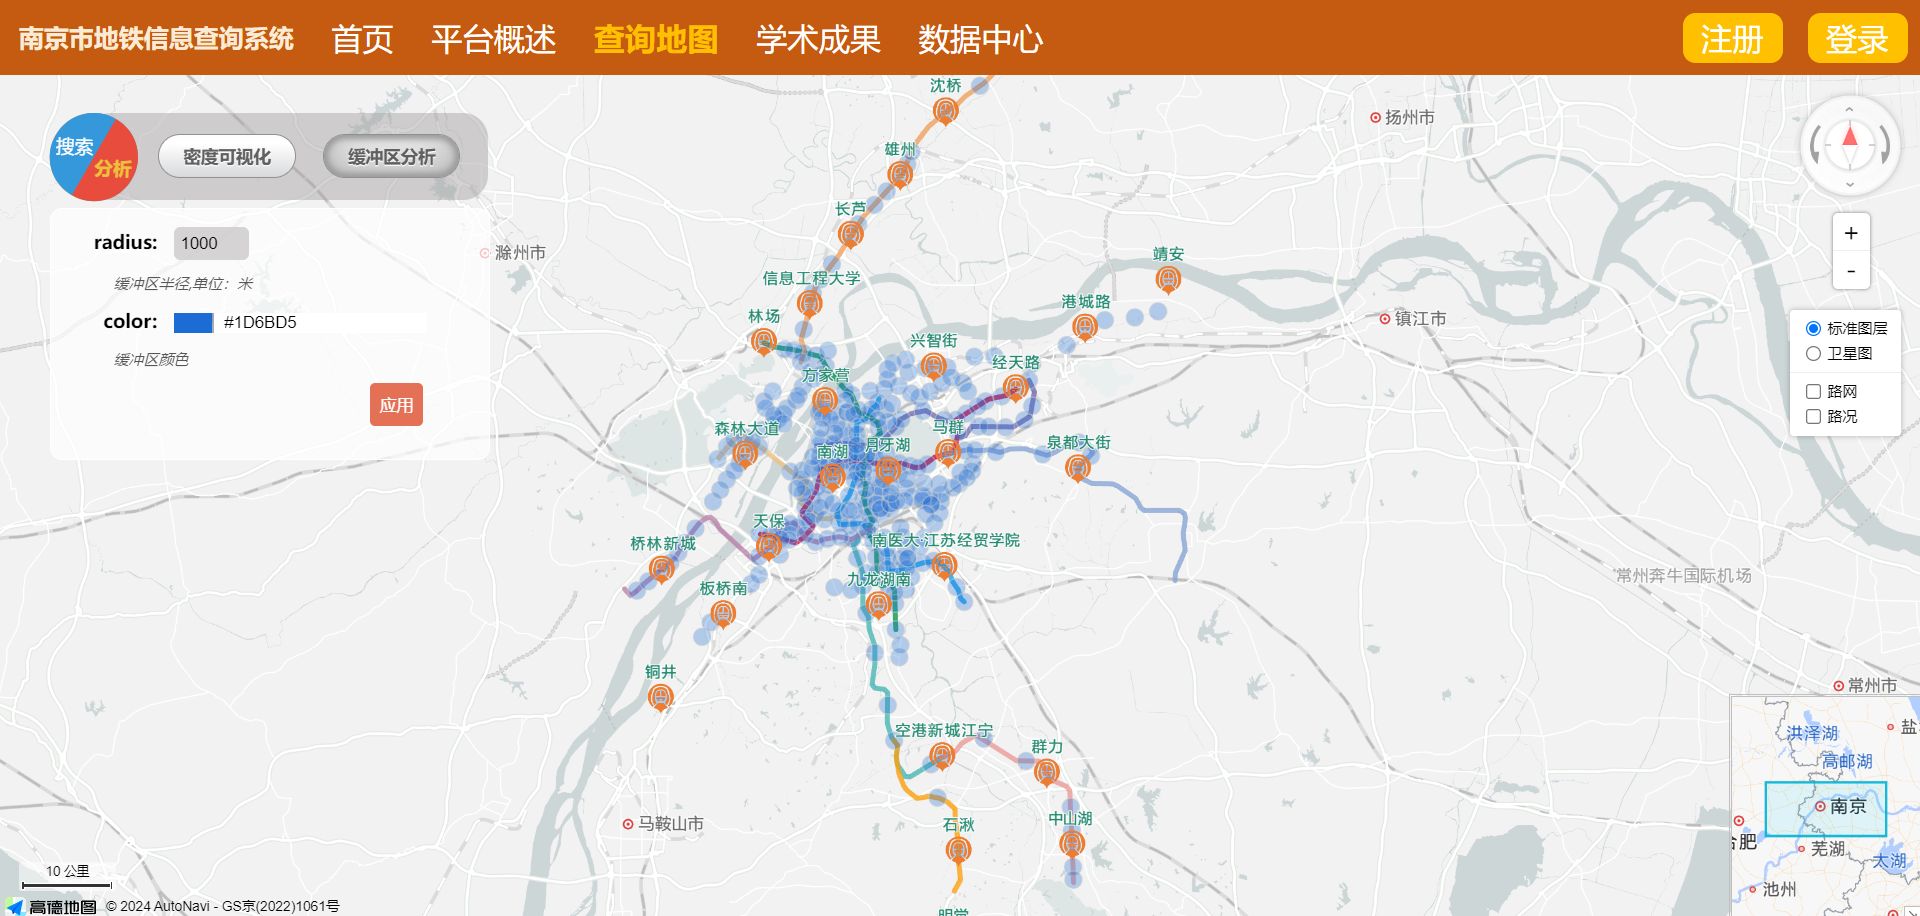 南京市地铁信息查询系统 首页 平台概述 查询地图 学术成果 数据中心 注册 登录
搜索
分析
密度可视化
缓冲区分析
radius: 1000
缓冲区半径,单位：米
color: #1D6BD5
缓冲区颜色
应用
沈桥
扬州市
雄州
长芦
滁州市
靖安
信息工程大学
港城路
林场
镇江市
兴智街
经天路
方家营
森林大道
马群
泉都大街
南湖
月牙湖
天保
桥林新城
南医大·江苏经贸学院
板桥南
九龙湖南
常州奔牛国际机场
铜井
常州市
空港新城江宁
群力
石湫
中山湖
马鞍山市
明觉
+
-
标准图层
卫星图
路网
路况
洪泽湖
盐
高邮湖
南京
合肥
芜湖
太湖
池州
10 公里
高德地图 © 2024 AutoNavi - GS京(2022)1061号